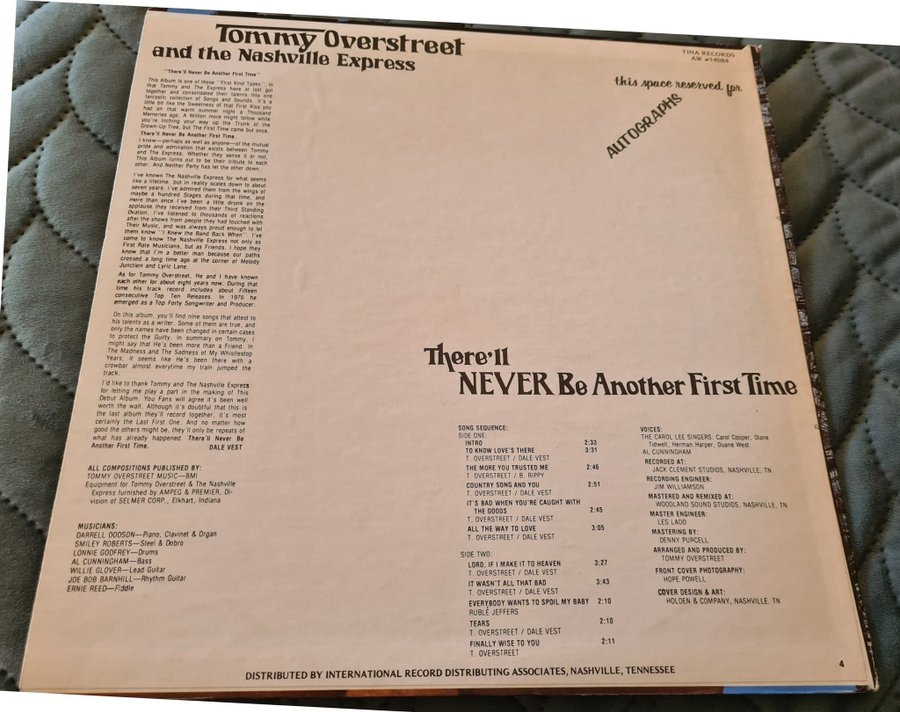 Tommy Overstreet
and the Nashville Express
TINA RECORDS
AW #14084
this space reserved for
AUTOGRAPHS
"There'll Never Be Another First Time"
This Album is one of those "First Kind Types", in
that Tommy and The Express have at last got
together and consolidated their talents into one
fantastic collection of Songs and Sounds. It's a
little bit like the Sweetness of that First Kiss you
had on that warm summer night a Thousand
Memories ago. A Million more might follow while
you're inching your way up the Trunk of the
Grown-Up Tree, but The First Time came but once.
There'll Never Be Another First Time.
I know—perhaps as well as anyone—of the mutual
pride and admiration that exists between Tommy
and The Express. Whether they sense it or not,
This Album turns out to be their tribute to each
other. And Neither Party has let the other down.
I've known The Nashville Express for what seems
like a lifetime, but in reality scales down to about
seven years. I've admired them from the wings of
maybe a hundred Stages during that time, and
more than once I've been a little drunk on the
applause they received from their Third Standing
Ovation. I've listened to thousands of reactions
after the shows from people they had touched with
Their Music, and was always proud enough to let
them know "I Knew the Band Back When". I've
come to know The Nashville Express not only as
First Rate Musicians, but as Friends. I hope they
know that I'm a better man because our paths
crossed a long time ago at the corner of Melody
Junction and Lyric Lane.
As for Tommy Overstreet, He and I have known
each other for about eight years now. During that
time his track record includes about Fifteen
consecutive Top Ten Releases. In 1976 he
emerged as a Top Forty Songwriter and Producer.
On this album, you'll find nine songs that attest to
his talents as a writer. Some of them are true, and
only the names have been changed in certain cases
to protect the Guilty. In summary on Tommy, I
might say that He's been more than a Friend. In
The Madness and The Sadness of My Whistlestop
Years, it seems like He's been there with a
crowbar almost everytime my train jumped the
track.
I'd like to thank Tommy and The Nashville Express
for letting me play a part in the making of This
Debut Album. You Fans will agree it's been well
worth the wait. Although it's doubtful that this is
the last album they'll record together, it's most
certainly the Last First One. And no matter how
good the others might be, they'll only be repeats of
what has already happened. There'll Never Be
Another First Time. DALE VEST
ALL COMPOSITIONS PUBLISHED BY:
TOMMY OVERSTREET MUSIC—BMI
Equipment for Tommy Overstreet & The Nashville
Express furnished by AMPEG & PREMIER, Di-
vision of SELMER CORP., Elkhart, Indiana
MUSICIANS:
DARRELL DODSON—Piano, Clavinet & Organ
SMILEY ROBERTS—Steel & Dobro
LONNIE GODFREY—Drums
AL CUNNINGHAM—Bass
WILLIE GLOVER—Lead Guitar
JOE BOB BARNHILL—Rhythm Guitar
ERNIE REED—Fiddle
There'll
NEVER Be Another First Time
SONG SEQUENCE:
SIDE ONE
INTRO 2:33
TO KNOW LOVE'S THERE 3:31
T. OVERSTREET / DALE VEST
THE MORE YOU TRUSTED ME 2:46
T. OVERSTREET / B. RIPPY
COUNTRY SONG AND YOU 2:51
T. OVERSTREET / DALE VEST
IT'S BAD WHEN YOU'RE CAUGHT WITH
THE GOODS 2:45
T. OVERSTREET / DALE VEST
ALL THE WAY TO LOVE 3:05
T. OVERSTREET / DALE VEST
SIDE TWO:
LORD, IF I MAKE IT TO HEAVEN 3:27
T. OVERSTREET / DALE VEST
IT WASN'T ALL THAT BAD 3:43
T. OVERSTREET / DALE VEST
EVERYBODY WANTS TO SPOIL MY BABY 2:10
RUBLE JEFFERS
TEARS 2:10
T. OVERSTREET / DALE VEST
FINALLY WISE TO YOU 2:11
T. OVERSTREET
VOICES:
THE CAROL LEE SINGERS: Carol Cooper, Diane
Tidwell, Herman Harper, Duane West
AL CUNNINGHAM
RECORDED AT:
JACK CLEMENT STUDIOS, NASHVILLE, TN
RECORDING ENGINEER:
JIM WILLIAMSON
MASTERED AND REMIXED AT:
WOODLAND SOUND STUDIOS, NASHVILLE, TN
MASTER ENGINEER:
LES LADD
MASTERING BY:
DENNY PURCELL
ARRANGED AND PRODUCED BY:
TOMMY OVERSTREET
FRONT COVER PHOTOGRAPHY:
HOPE POWELL
COVER DESIGN & ART:
HOLDEN & COMPANY, NASHVILLE, TN
4
DISTRIBUTED BY INTERNATIONAL RECORD DISTRIBUTING ASSOCIATES, NASHVILLE, TENNESSEE